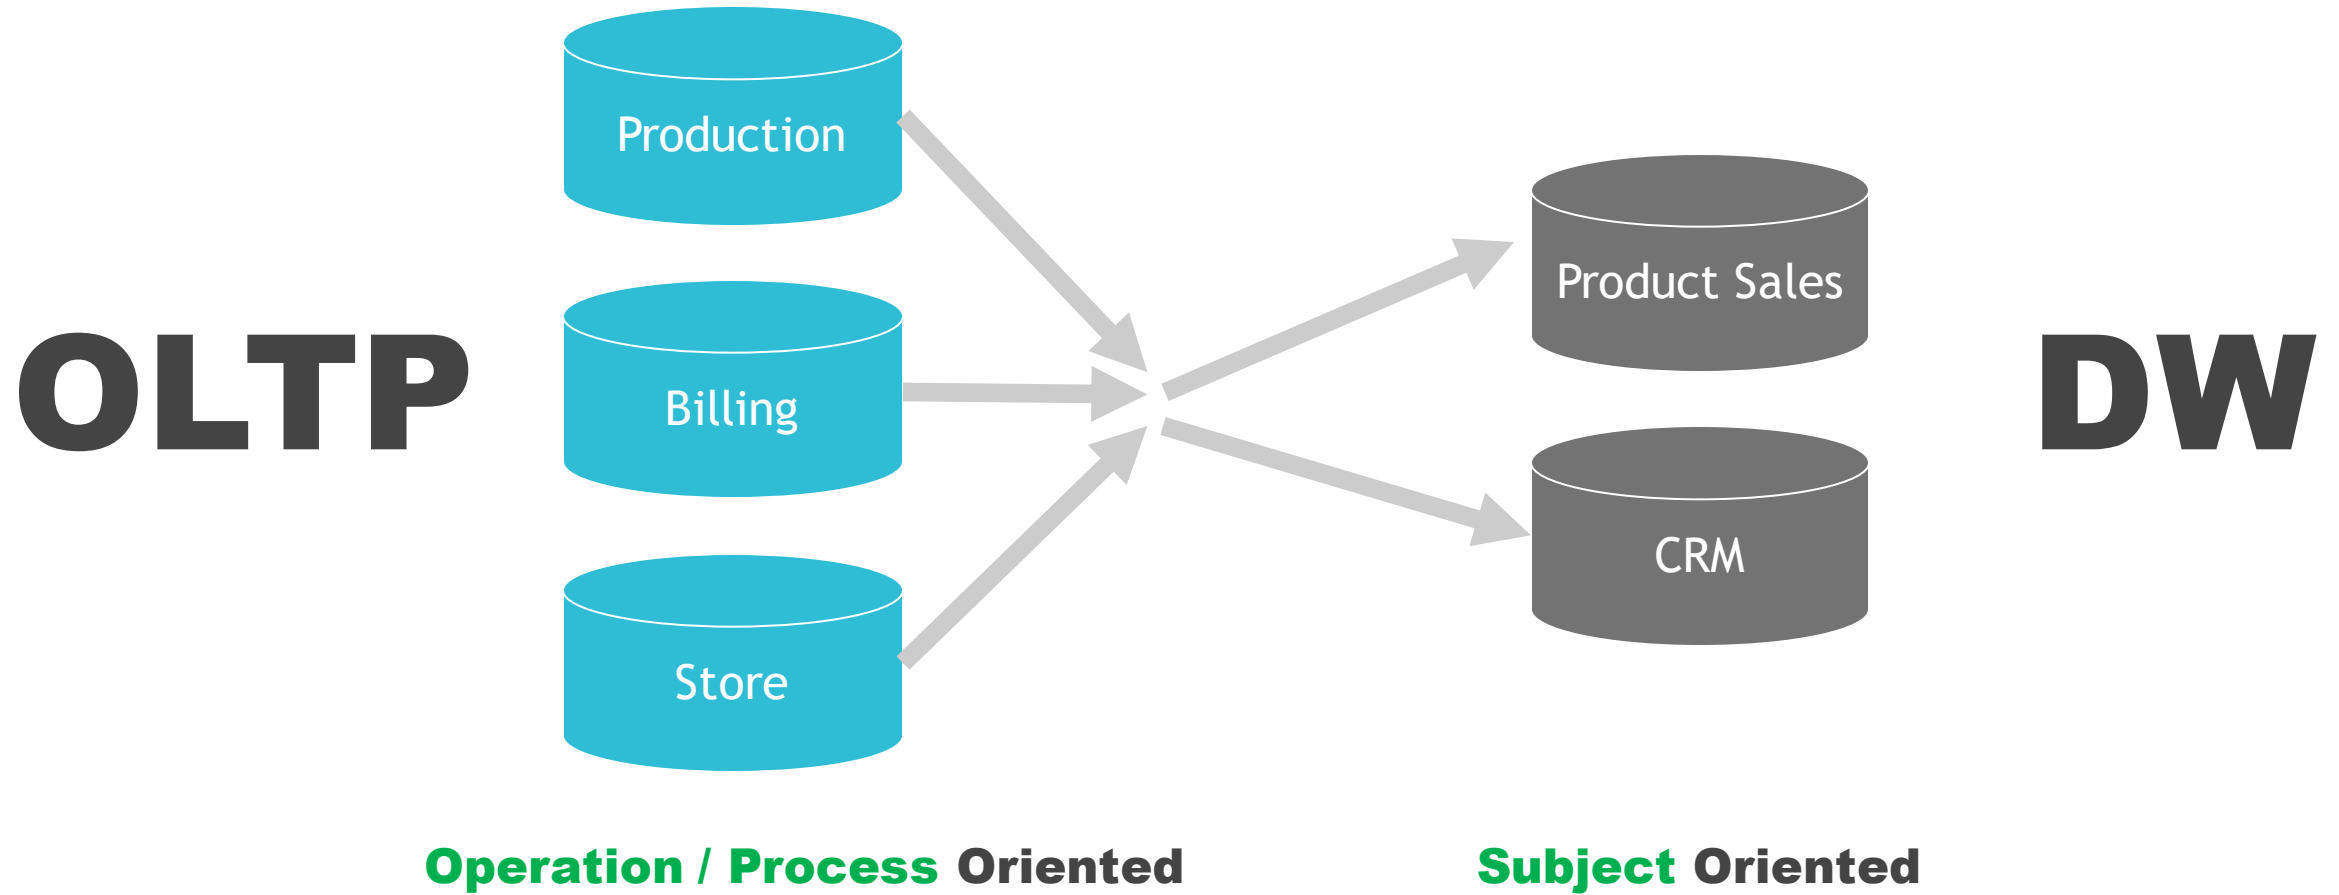 OLTP
Production
Billing
Store
Product Sales
CRM
DW
Operation / Process Oriented
Subject Oriented